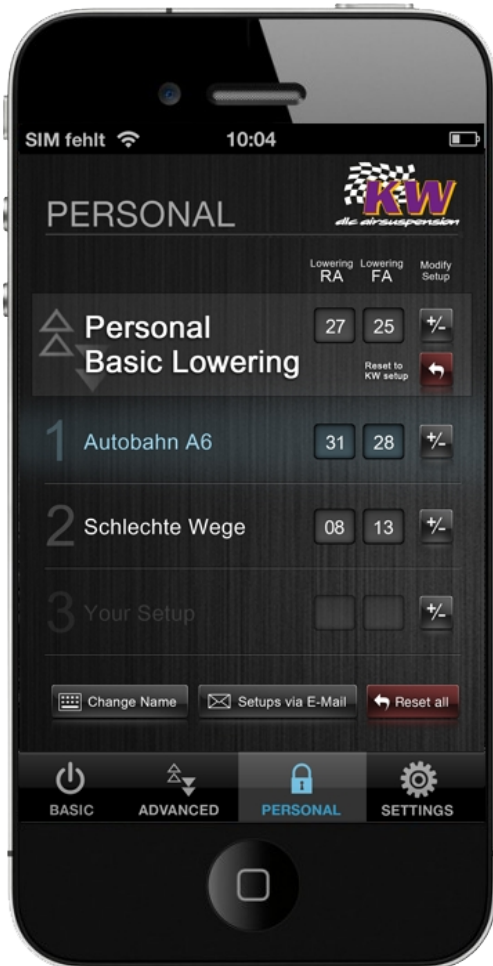 SIM fehlt 10:04
PERSONAL
KW
dlc airsuspension
Lowering RA Lowering FA Modify Setup
Personal 27 25 +/-
Basic Lowering Reset to KW setup
1 Autobahn A6 31 28 +/-
2 Schlechte Wege 08 13 +/-
3 Your Setup +/-
Change Name Setups via E-Mail Reset all
BASIC ADVANCED PERSONAL SETTINGS